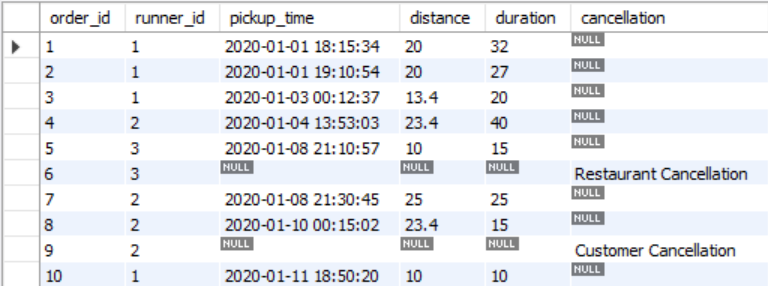 order_id runner_id pickup_time distance duration cancellation
1 1 2020-01-01 18:15:34 20 32 NULL
2 1 2020-01-01 19:10:54 20 27 NULL
3 1 2020-01-03 00:12:37 13.4 20 NULL
4 2 2020-01-04 13:53:03 23.4 40 NULL
5 3 2020-01-08 21:10:57 10 15 NULL
6 3 NULL NULL NULL Restaurant Cancellation
7 2 2020-01-08 21:30:45 25 25 NULL
8 2 2020-01-10 00:15:02 23.4 15 NULL
9 2 NULL NULL NULL Customer Cancellation
10 1 2020-01-11 18:50:20 10 10 NULL